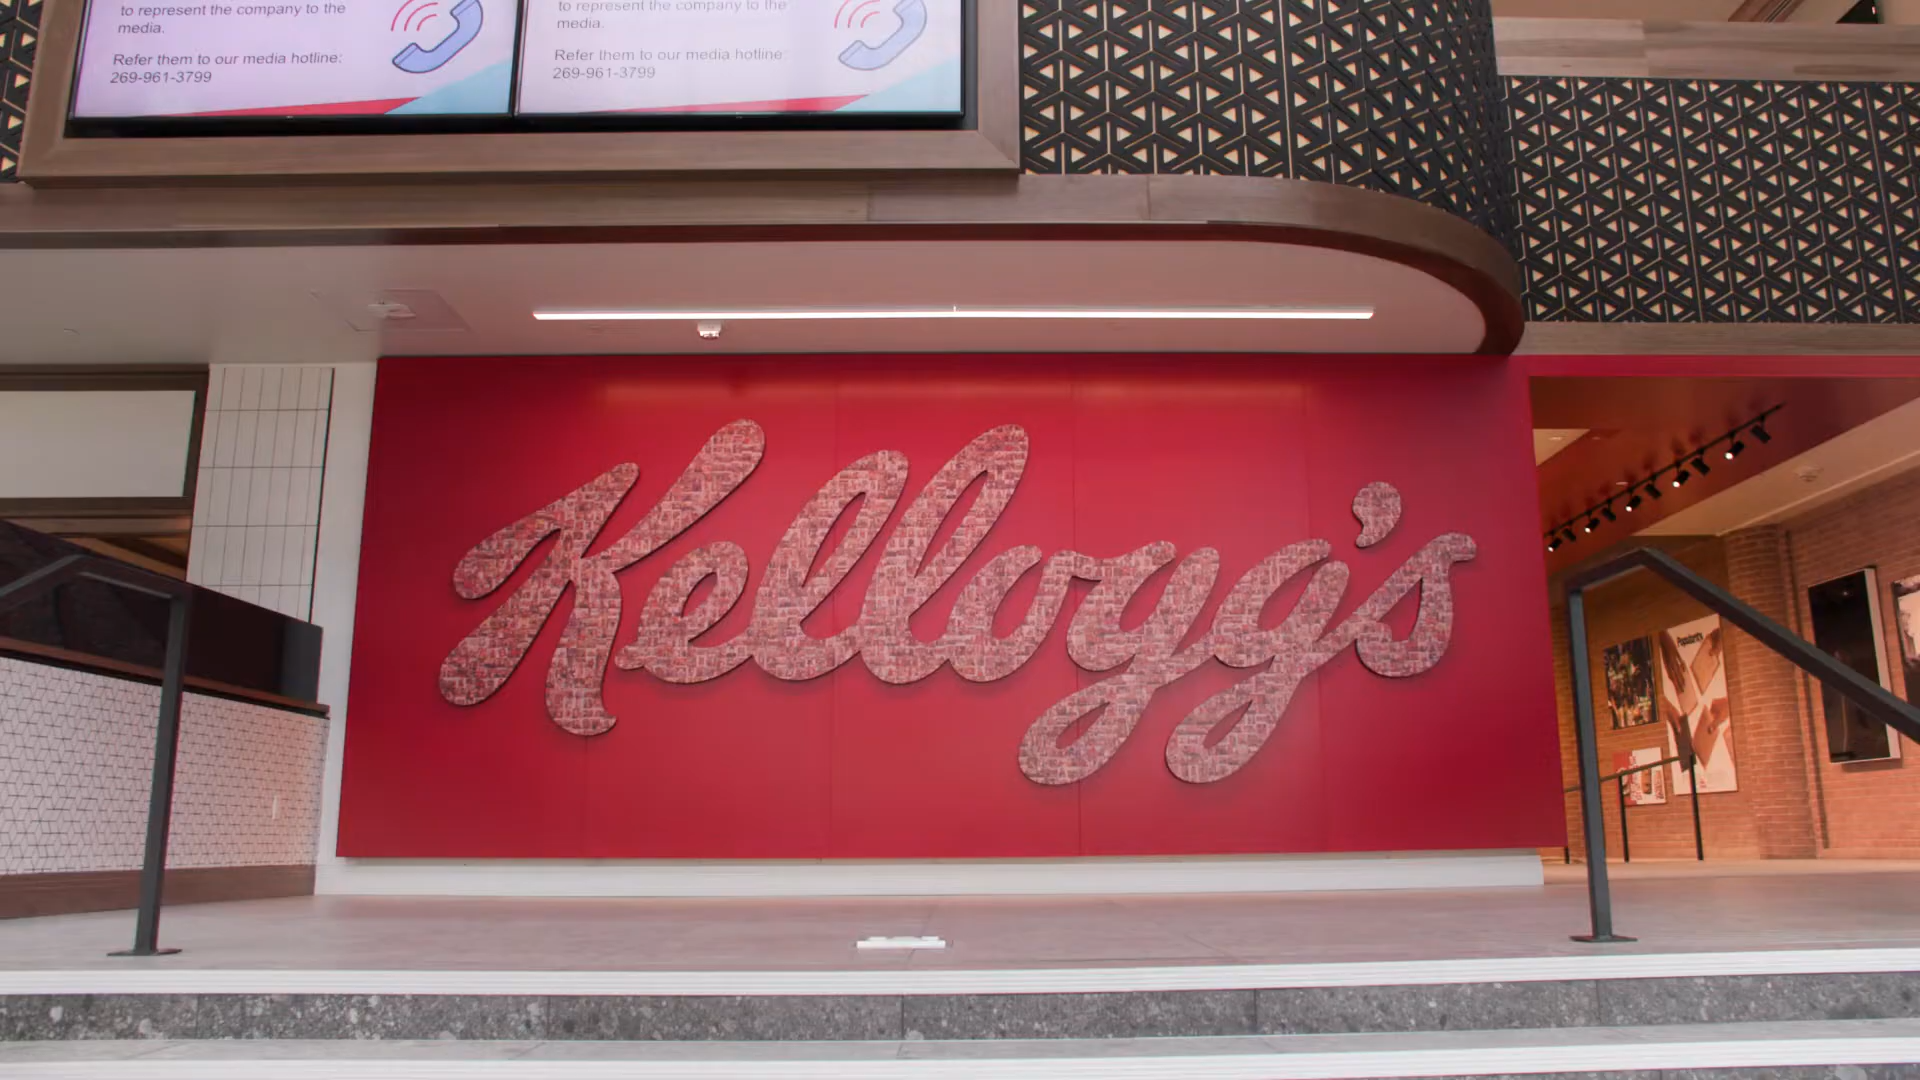 to represent the company to the
media.
Refer them to our media hotline:
269-961-3799
to represent the company to the
media.
Refer them to our media hotline:
269-961-3799
Kellogg's